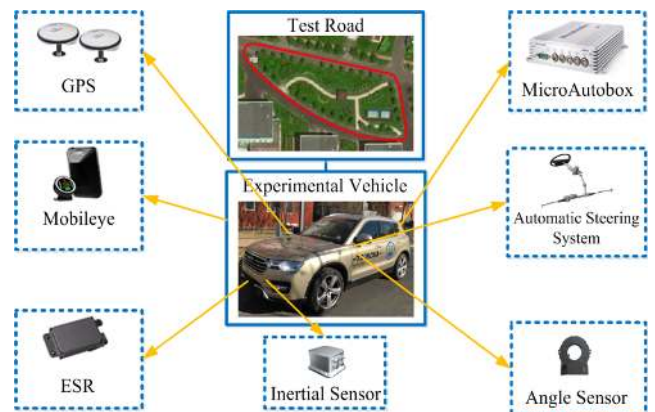 Test Road
GPS
MicroAutobox
Experimental Vehicle
Mobileye
Automatic Steering
System
ESR
Inertial Sensor
Angle Sensor